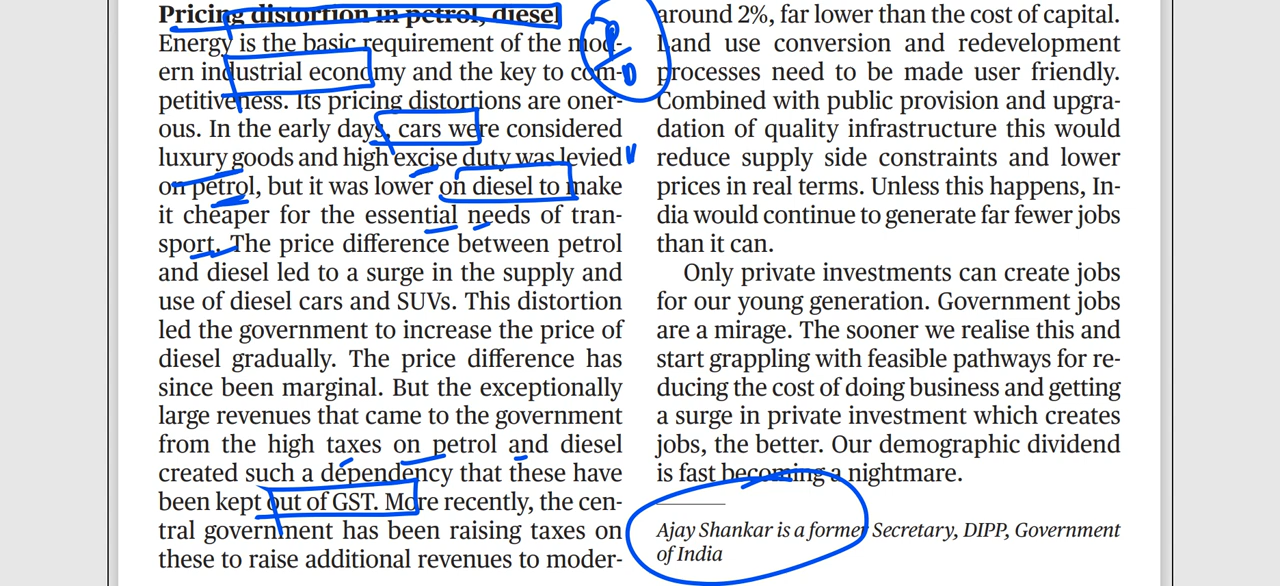 Pricing distortion in petrol, diesel
Energy is the basic requirement of the mod-
ern industrial economy and the key to com-
petitiveness. Its pricing distortions are oner-
ous. In the early days, cars were considered
luxury goods and high excise duty was levied
on petrol, but it was lower on diesel to make
it cheaper for the essential needs of tran-
sport. The price difference between petrol
and diesel led to a surge in the supply and
use of diesel cars and SUVs. This distortion
led the government to increase the price of
diesel gradually. The price difference has
since been marginal. But the exceptionally
large revenues that came to the government
from the high taxes on petrol and diesel
created such a dependency that these have
been kept out of GST. More recently, the cen-
tral government has been raising taxes on
these to raise additional revenues to moder-
P
D
around 2%, far lower than the cost of capital.
Land use conversion and redevelopment
processes need to be made user friendly.
Combined with public provision and upgra-
dation of quality infrastructure this would
reduce supply side constraints and lower
prices in real terms. Unless this happens, In-
dia would continue to generate far fewer jobs
than it can.
Only private investments can create jobs
for our young generation. Government jobs
are a mirage. The sooner we realise this and
start grappling with feasible pathways for re-
ducing the cost of doing business and getting
a surge in private investment which creates
jobs, the better. Our demographic dividend
is fast becoming a nightmare.
Ajay Shankar is a former Secretary, DIPP, Government
of India